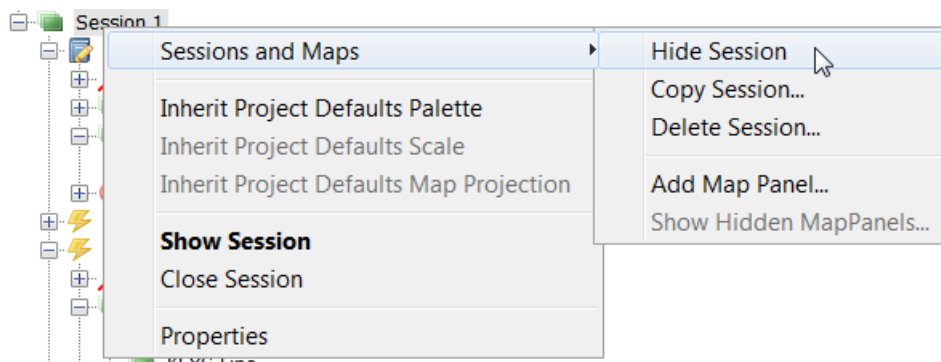 Session 1
Sessions and Maps
Inherit Project Defaults Palette
Inherit Project Defaults Scale
Inherit Project Defaults Map Projection
Show Session
Close Session
Properties
Hide Session
Copy Session...
Delete Session...
Add Map Panel...
Show Hidden MapPanels...